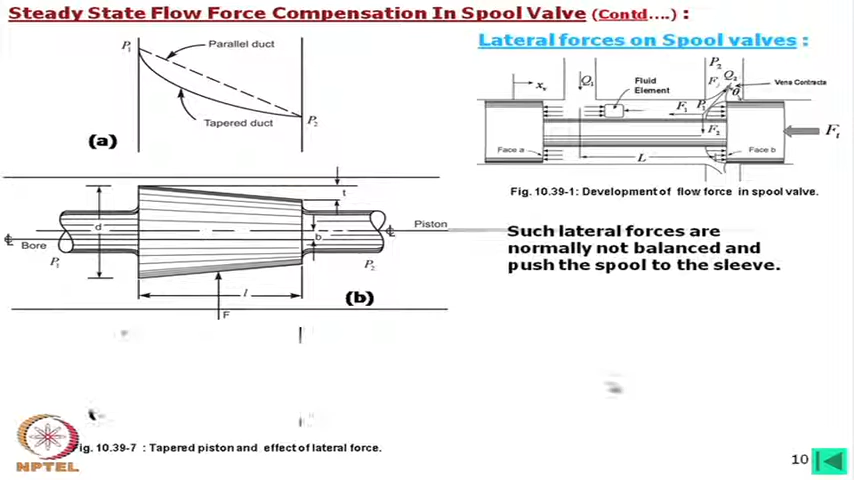 Steady State Flow Force Compensation In Spool Valve (Contd....) :
P1
Parallel duct
Tapered duct
P2
(a)
t
d
Piston
Bore
b
P1
P2
l
(b)
F
Fig. 10.39-7 : Tapered piston and effect of lateral force.
NPTEL
Lateral forces on Spool valves :
P2
xv
Q1
Fluid
Element
Q2
Vena Contracta
θ
F1
F2
Face a
Face b
L
Ft
Fig. 10.39-1: Development of flow force in spool valve.
Such lateral forces are
normally not balanced and
push the spool to the sleeve.
10